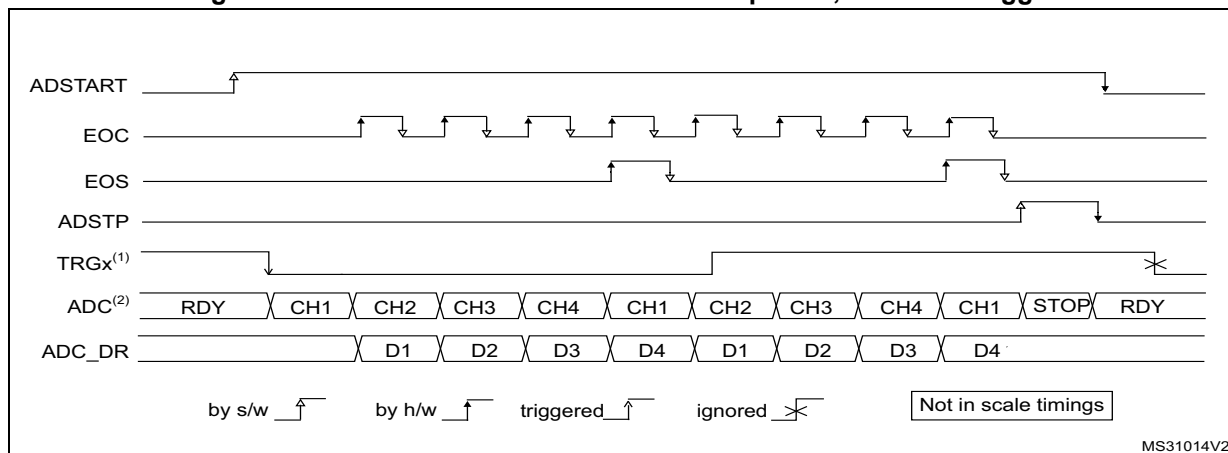 ADSTART
EOC
EOS
ADSTP
TRGx(1)
ADC(2) RDY CH1 CH2 CH3 CH4 CH1 CH2 CH3 CH4 CH1 STOP RDY
ADC_DR D1 D2 D3 D4 D1 D2 D3 D4
by s/w by h/w triggered ignored Not in scale timings
MS31014V2